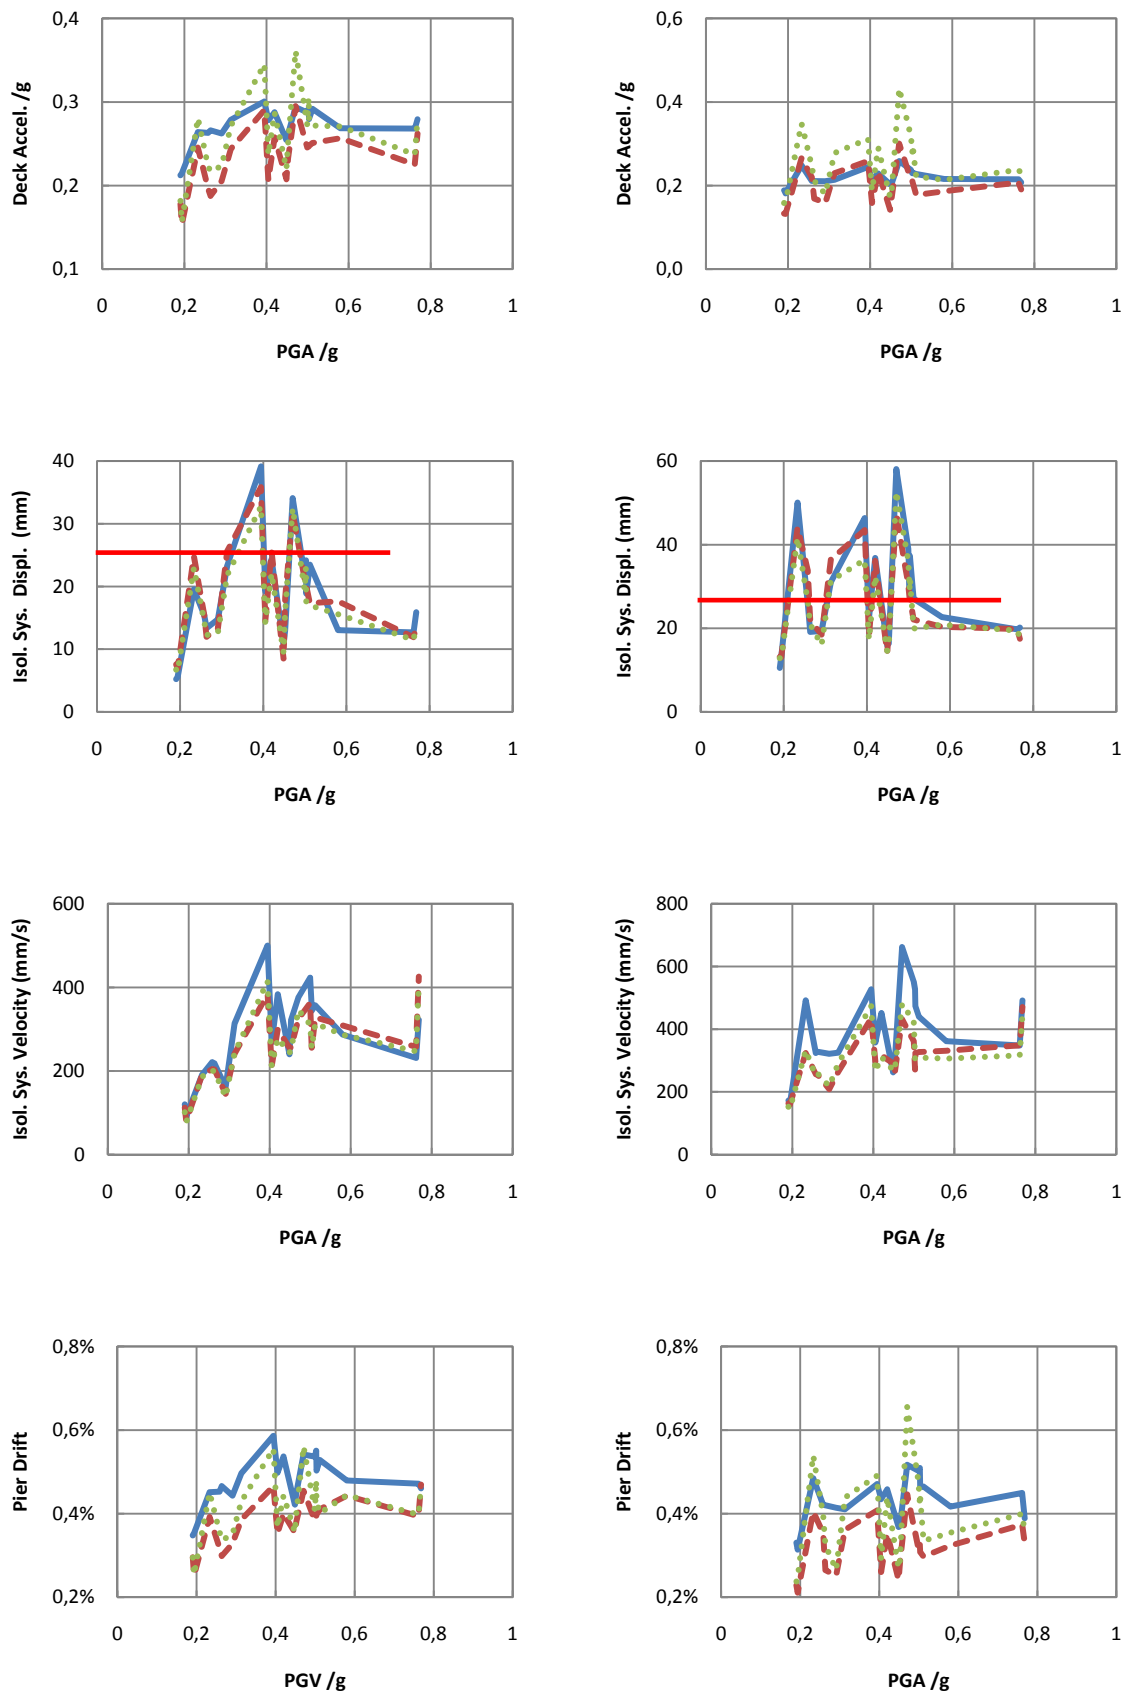 0,4
0,3
0,2
0,1
Deck Accel. /g
0 0,2 0,4 0,6 0,8 1
PGA /g
0,6
0,4
0,2
0,0
Deck Accel. /g
0 0,2 0,4 0,6 0,8 1
PGA /g
40
30
20
10
0
Isol. Sys. Displ. (mm)
0 0,2 0,4 0,6 0,8 1
PGA /g
60
40
20
0
Isol. Sys. Displ. (mm)
0 0,2 0,4 0,6 0,8 1
PGA /g
600
400
200
0
Isol. Sys. Velocity (mm/s)
0 0,2 0,4 0,6 0,8 1
PGA /g
800
600
400
200
0
Isol. Sys. Velocity (mm/s)
0 0,2 0,4 0,6 0,8 1
PGA /g
0,8%
0,6%
0,4%
0,2%
Pier Drift
0 0,2 0,4 0,6 0,8 1
PGV /g
0,8%
0,6%
0,4%
0,2%
Pier Drift
0 0,2 0,4 0,6 0,8 1
PGA /g